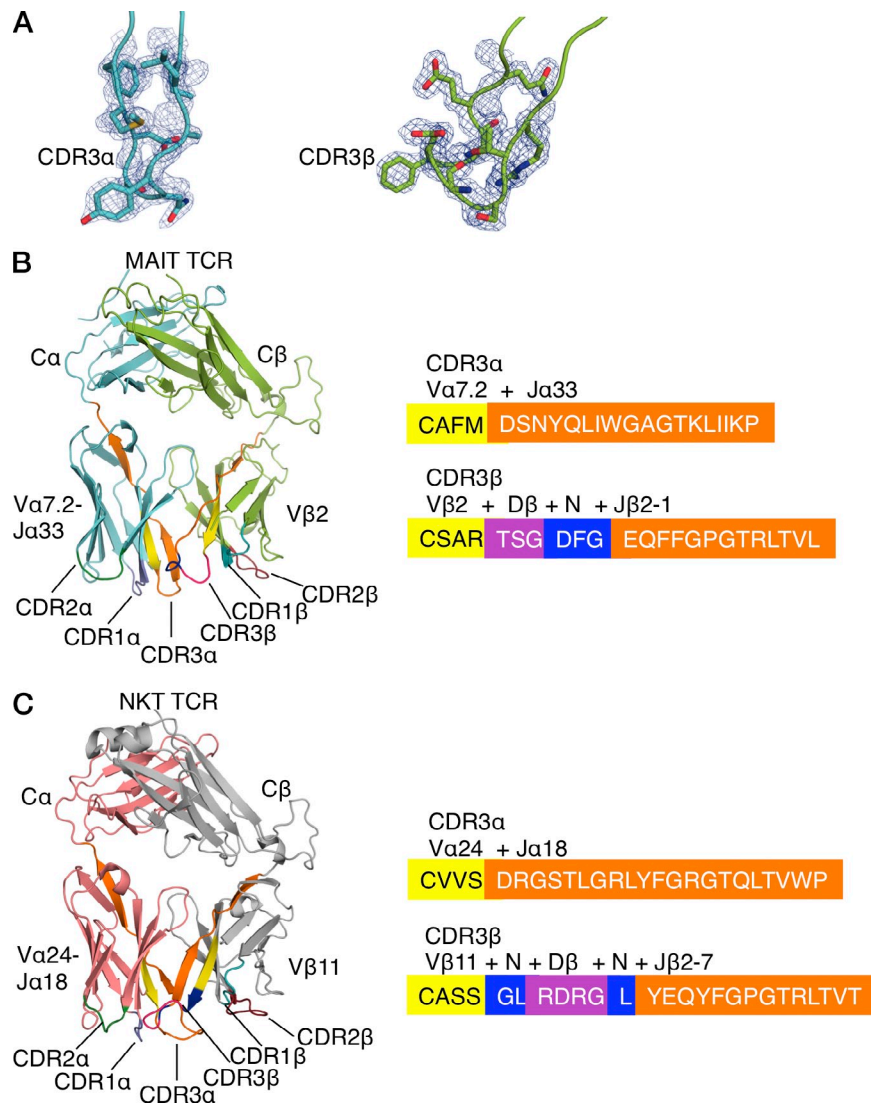 A
CDR3α
CDR3β
B
MAIT TCR
Cα
Cβ
Vα7.2-
Jα33
Vβ2
CDR2α
CDR1α
CDR3α
CDR3β
CDR1β
CDR2β
CDR3α
Vα7.2 + Jα33
CAFM DSNYQLIWGAGTKLIIKP
CDR3β
Vβ2 + Dβ + N + Jβ2-1
CSAR TSG DFG EQFFGPGTRLTVL
C
NKT TCR
Cα
Cβ
Vα24-
Jα18
Vβ11
CDR2α
CDR1α
CDR3α
CDR3β
CDR1β
CDR2β
CDR3α
Vα24 + Jα18
CVVS DRGSTLGRLYFGRGTQLTVWP
CDR3β
Vβ11 + N + Dβ + N + Jβ2-7
CASS GL RDRG L YEQYFGPGTRLTVT